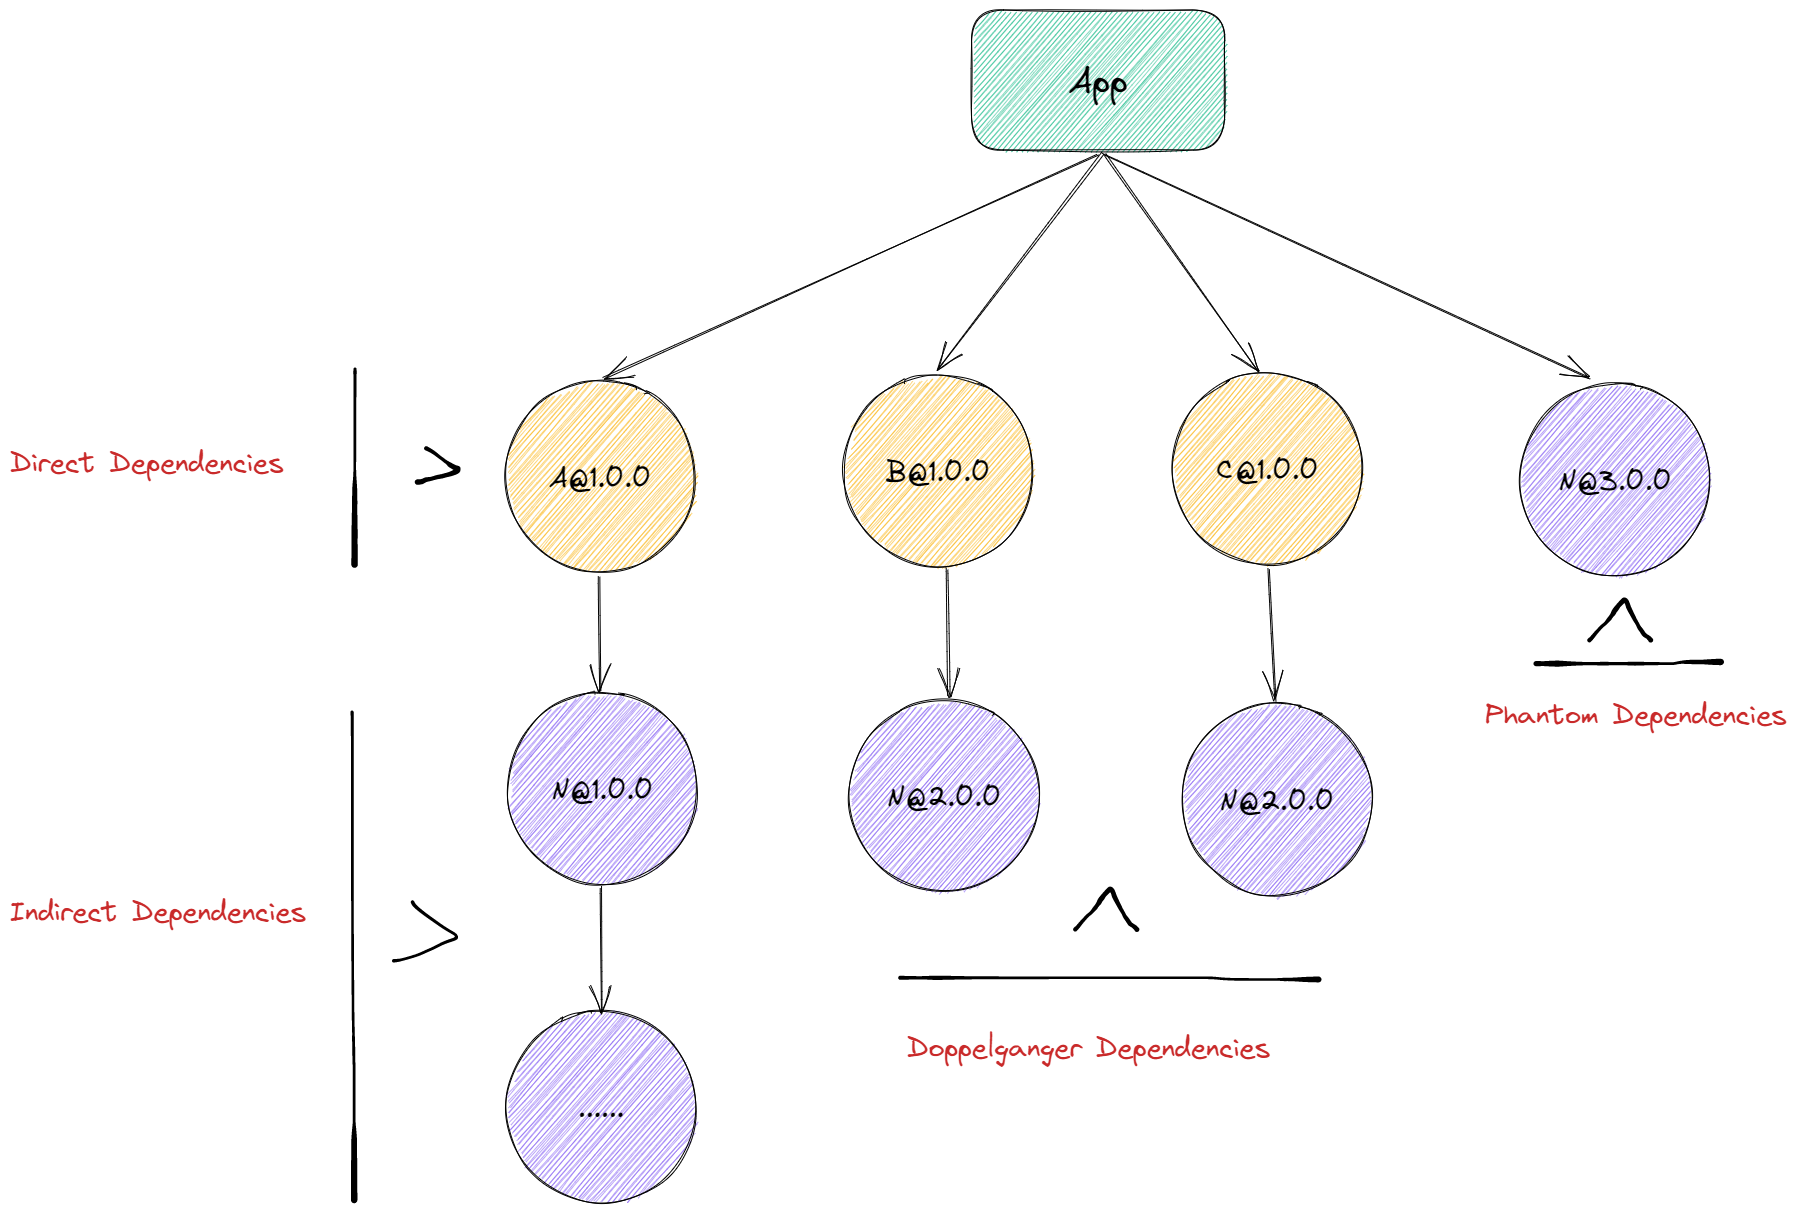 App
Direct Dependencies
A@1.0.0
B@1.0.0
C@1.0.0
N@3.0.0
Phantom Dependencies
N@1.0.0
N@2.0.0
N@2.0.0
Indirect Dependencies
Doppelganger Dependencies
......